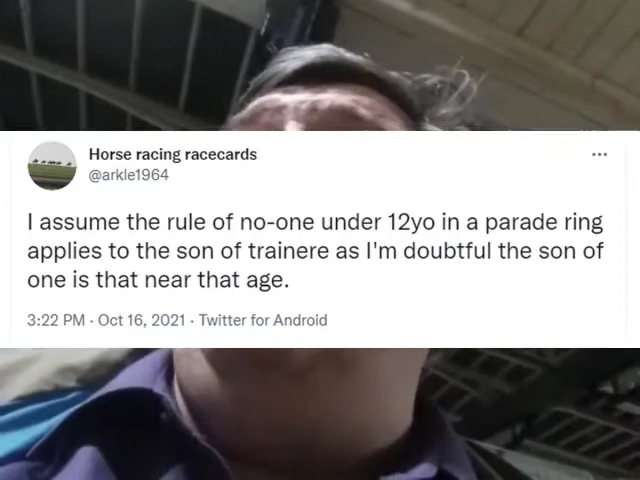 Horse racing racecards
@arkle1964
I assume the rule of no-one under 12yo in a parade ring
applies to the son of trainere as I'm doubtful the son of
one is that near that age.
3:22 PM · Oct 16, 2021 · Twitter for Android